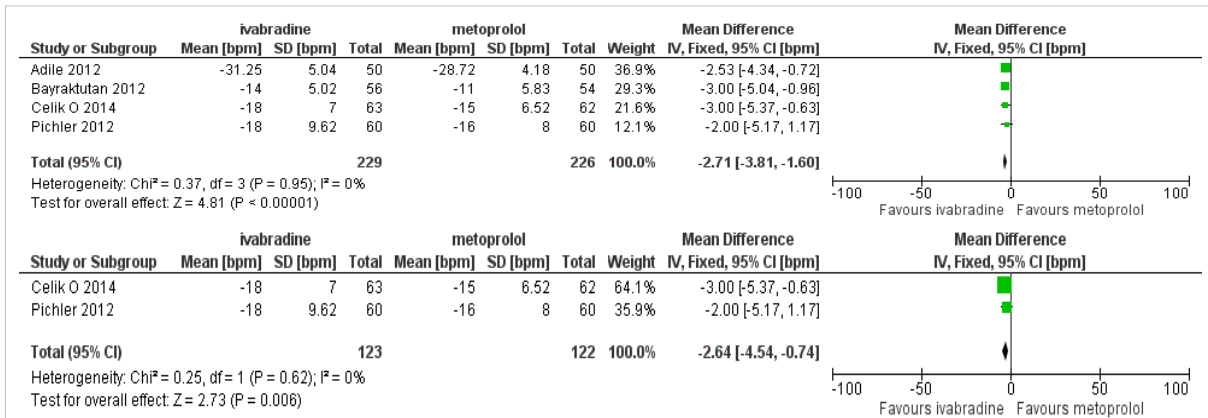 ivabradine metoprolol Mean Difference Mean Difference
Study or Subgroup Mean [bpm] SD [bpm] Total Mean [bpm] SD [bpm] Total Weight IV, Fixed, 95% CI [bpm] IV, Fixed, 95% CI [bpm]
Adile 2012 -31.25 5.04 50 -28.72 4.18 50 36.9% -2.53 [-4.34, -0.72]
Bayraktutan 2012 -14 5.02 56 -11 5.83 54 29.3% -3.00 [-5.04, -0.96]
Celik O 2014 -18 7 63 -15 6.52 62 21.6% -3.00 [-5.37, -0.63]
Pichler 2012 -18 9.62 60 -16 8 60 12.1% -2.00 [-5.17, 1.17]
Total (95% CI) 229 226 100.0% -2.71 [-3.81, -1.60]
Heterogeneity: Chi² = 0.37, df = 3 (P = 0.95); I² = 0%
Test for overall effect: Z = 4.81 (P < 0.00001)
-100 -50 0 50 100
Favours ivabradine Favours metoprolol
ivabradine metoprolol Mean Difference Mean Difference
Study or Subgroup Mean [bpm] SD [bpm] Total Mean [bpm] SD [bpm] Total Weight IV, Fixed, 95% CI [bpm] IV, Fixed, 95% CI [bpm]
Celik O 2014 -18 7 63 -15 6.52 62 64.1% -3.00 [-5.37, -0.63]
Pichler 2012 -18 9.62 60 -16 8 60 35.9% -2.00 [-5.17, 1.17]
Total (95% CI) 123 122 100.0% -2.64 [-4.54, -0.74]
Heterogeneity: Chi² = 0.25, df = 1 (P = 0.62); I² = 0%
Test for overall effect: Z = 2.73 (P = 0.006)
-100 -50 0 50 100
Favours ivabradine Favours metoprolol